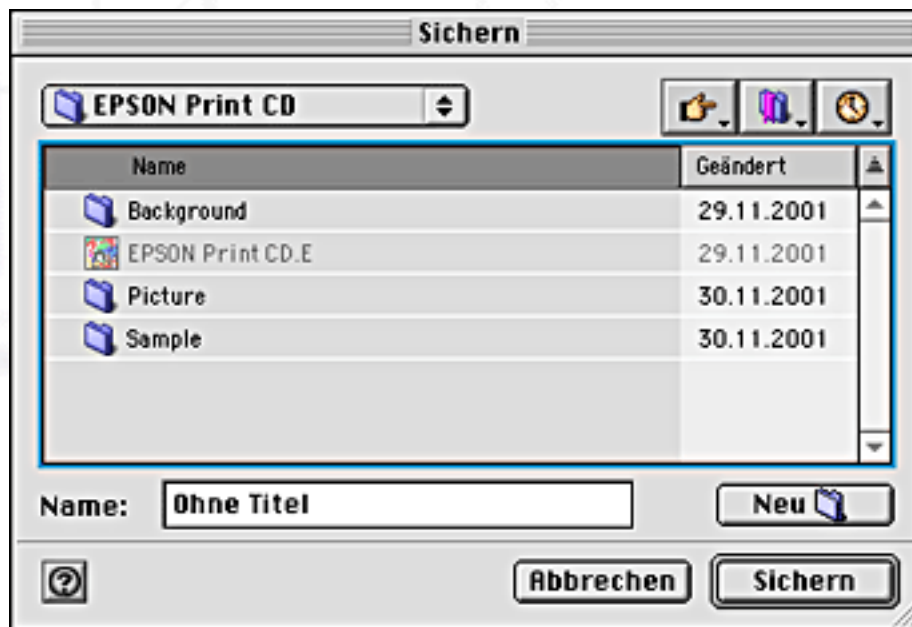 Sichern
EPSON Print CD
Name Geändert
Background 29.11.2001
EPSON Print CD.E 29.11.2001
Picture 30.11.2001
Sample 30.11.2001
Name: Ohne Titel Neu
? Abbrechen Sichern